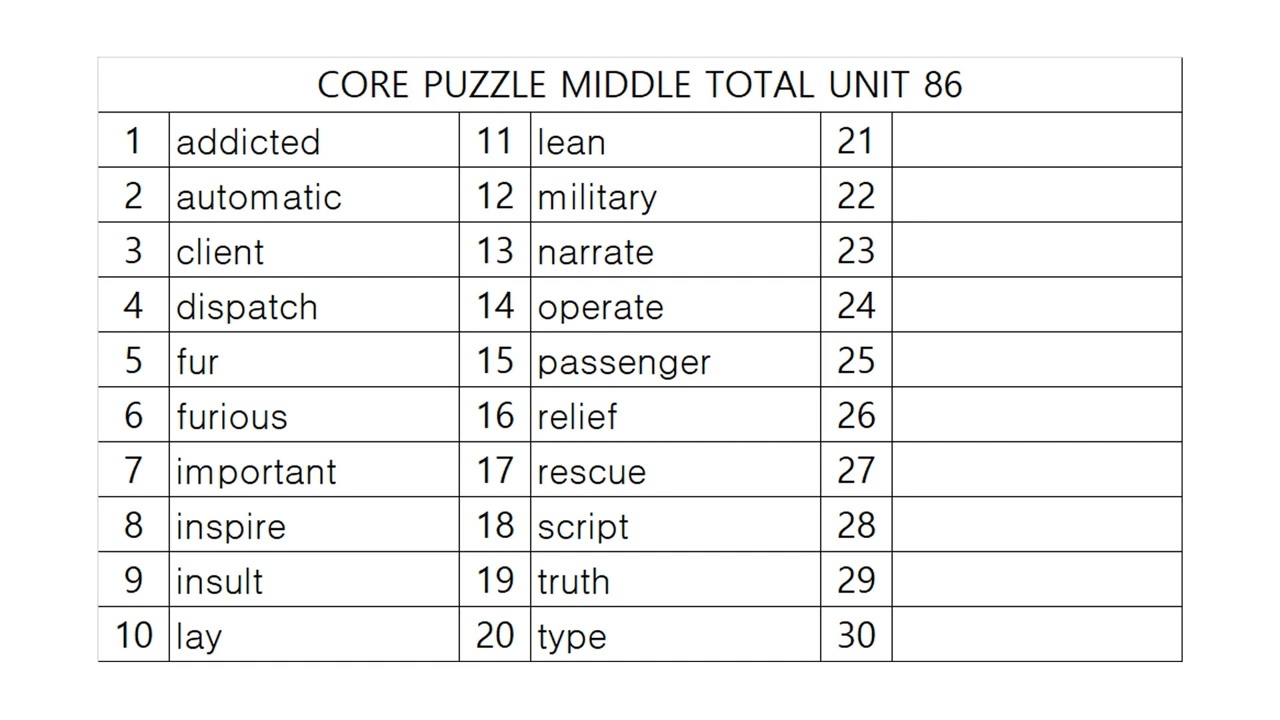 CORE PUZZLE MIDDLE TOTAL UNIT 86
1 addicted 11 lean 21
2 automatic 12 military 22
3 client 13 narrate 23
4 dispatch 14 operate 24
5 fur 15 passenger 25
6 furious 16 relief 26
7 important 17 rescue 27
8 inspire 18 script 28
9 insult 19 truth 29
10 lay 20 type 30